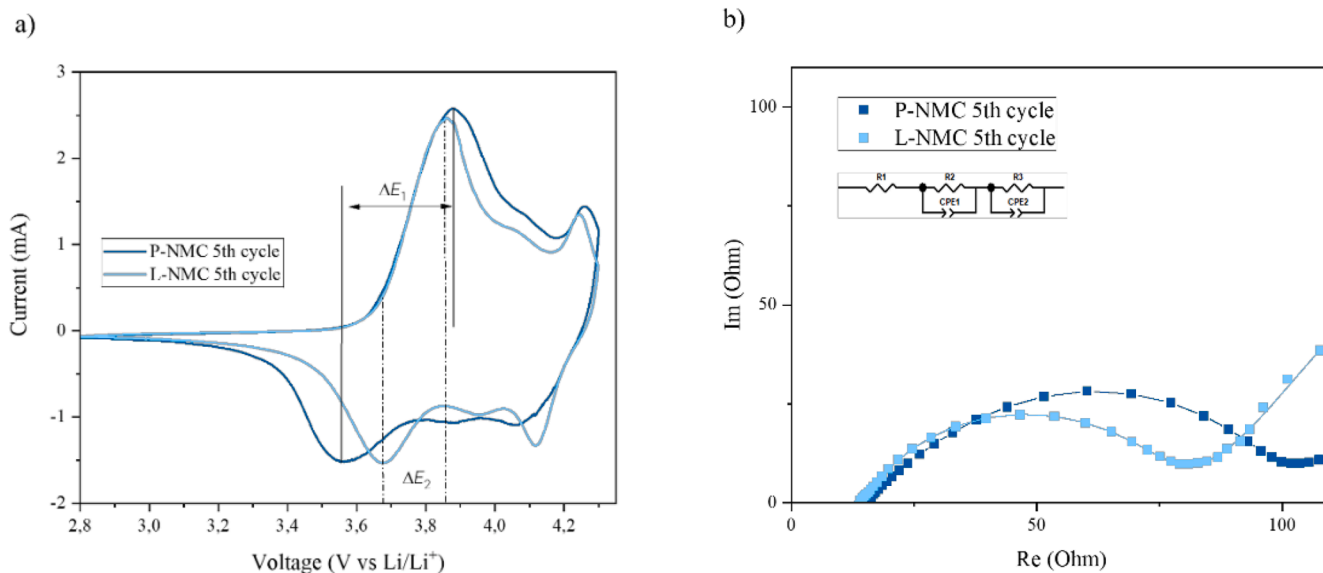 a)
3
2
1
0
-1
-2
Current (mA)
ΔE1
P-NMC 5th cycle
L-NMC 5th cycle
ΔE2
2,8
3,0
3,2
3,4
3,6
3,8
4,0
4,2
Voltage (V vs Li/Li+)
b)
100
50
0
Im (Ohm)
P-NMC 5th cycle
L-NMC 5th cycle
R1
R2
R3
CPE1
CPE2
0
50
100
Re (Ohm)